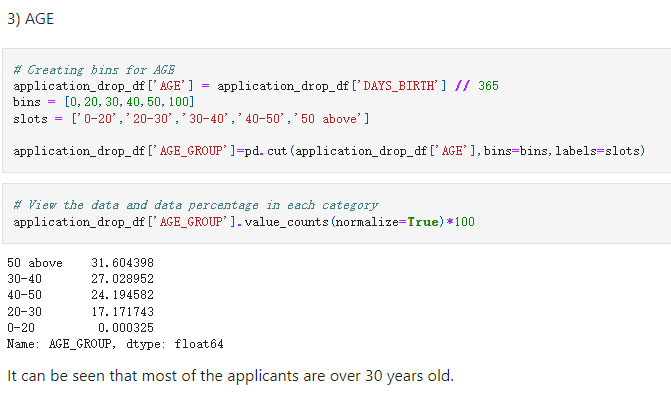 3) AGE
# Creating bins for AGE
application_drop_df['AGE'] = application_drop_df['DAYS_BIRTH'] // 365
bins = [0,20,30,40,50,100]
slots = ['0-20','20-30','30-40','40-50','50 above']
application_drop_df['AGE_GROUP']=pd.cut(application_drop_df['AGE'],bins=bins,labels=slots)
# View the data and data percentage in each category
application_drop_df['AGE_GROUP'].value_counts(normalize=True)*100
50 above    31.604398
30-40       27.028952
40-50       24.194582
20-30       17.171743
0-20         0.000325
Name: AGE_GROUP, dtype: float64
It can be seen that most of the applicants are over 30 years old.